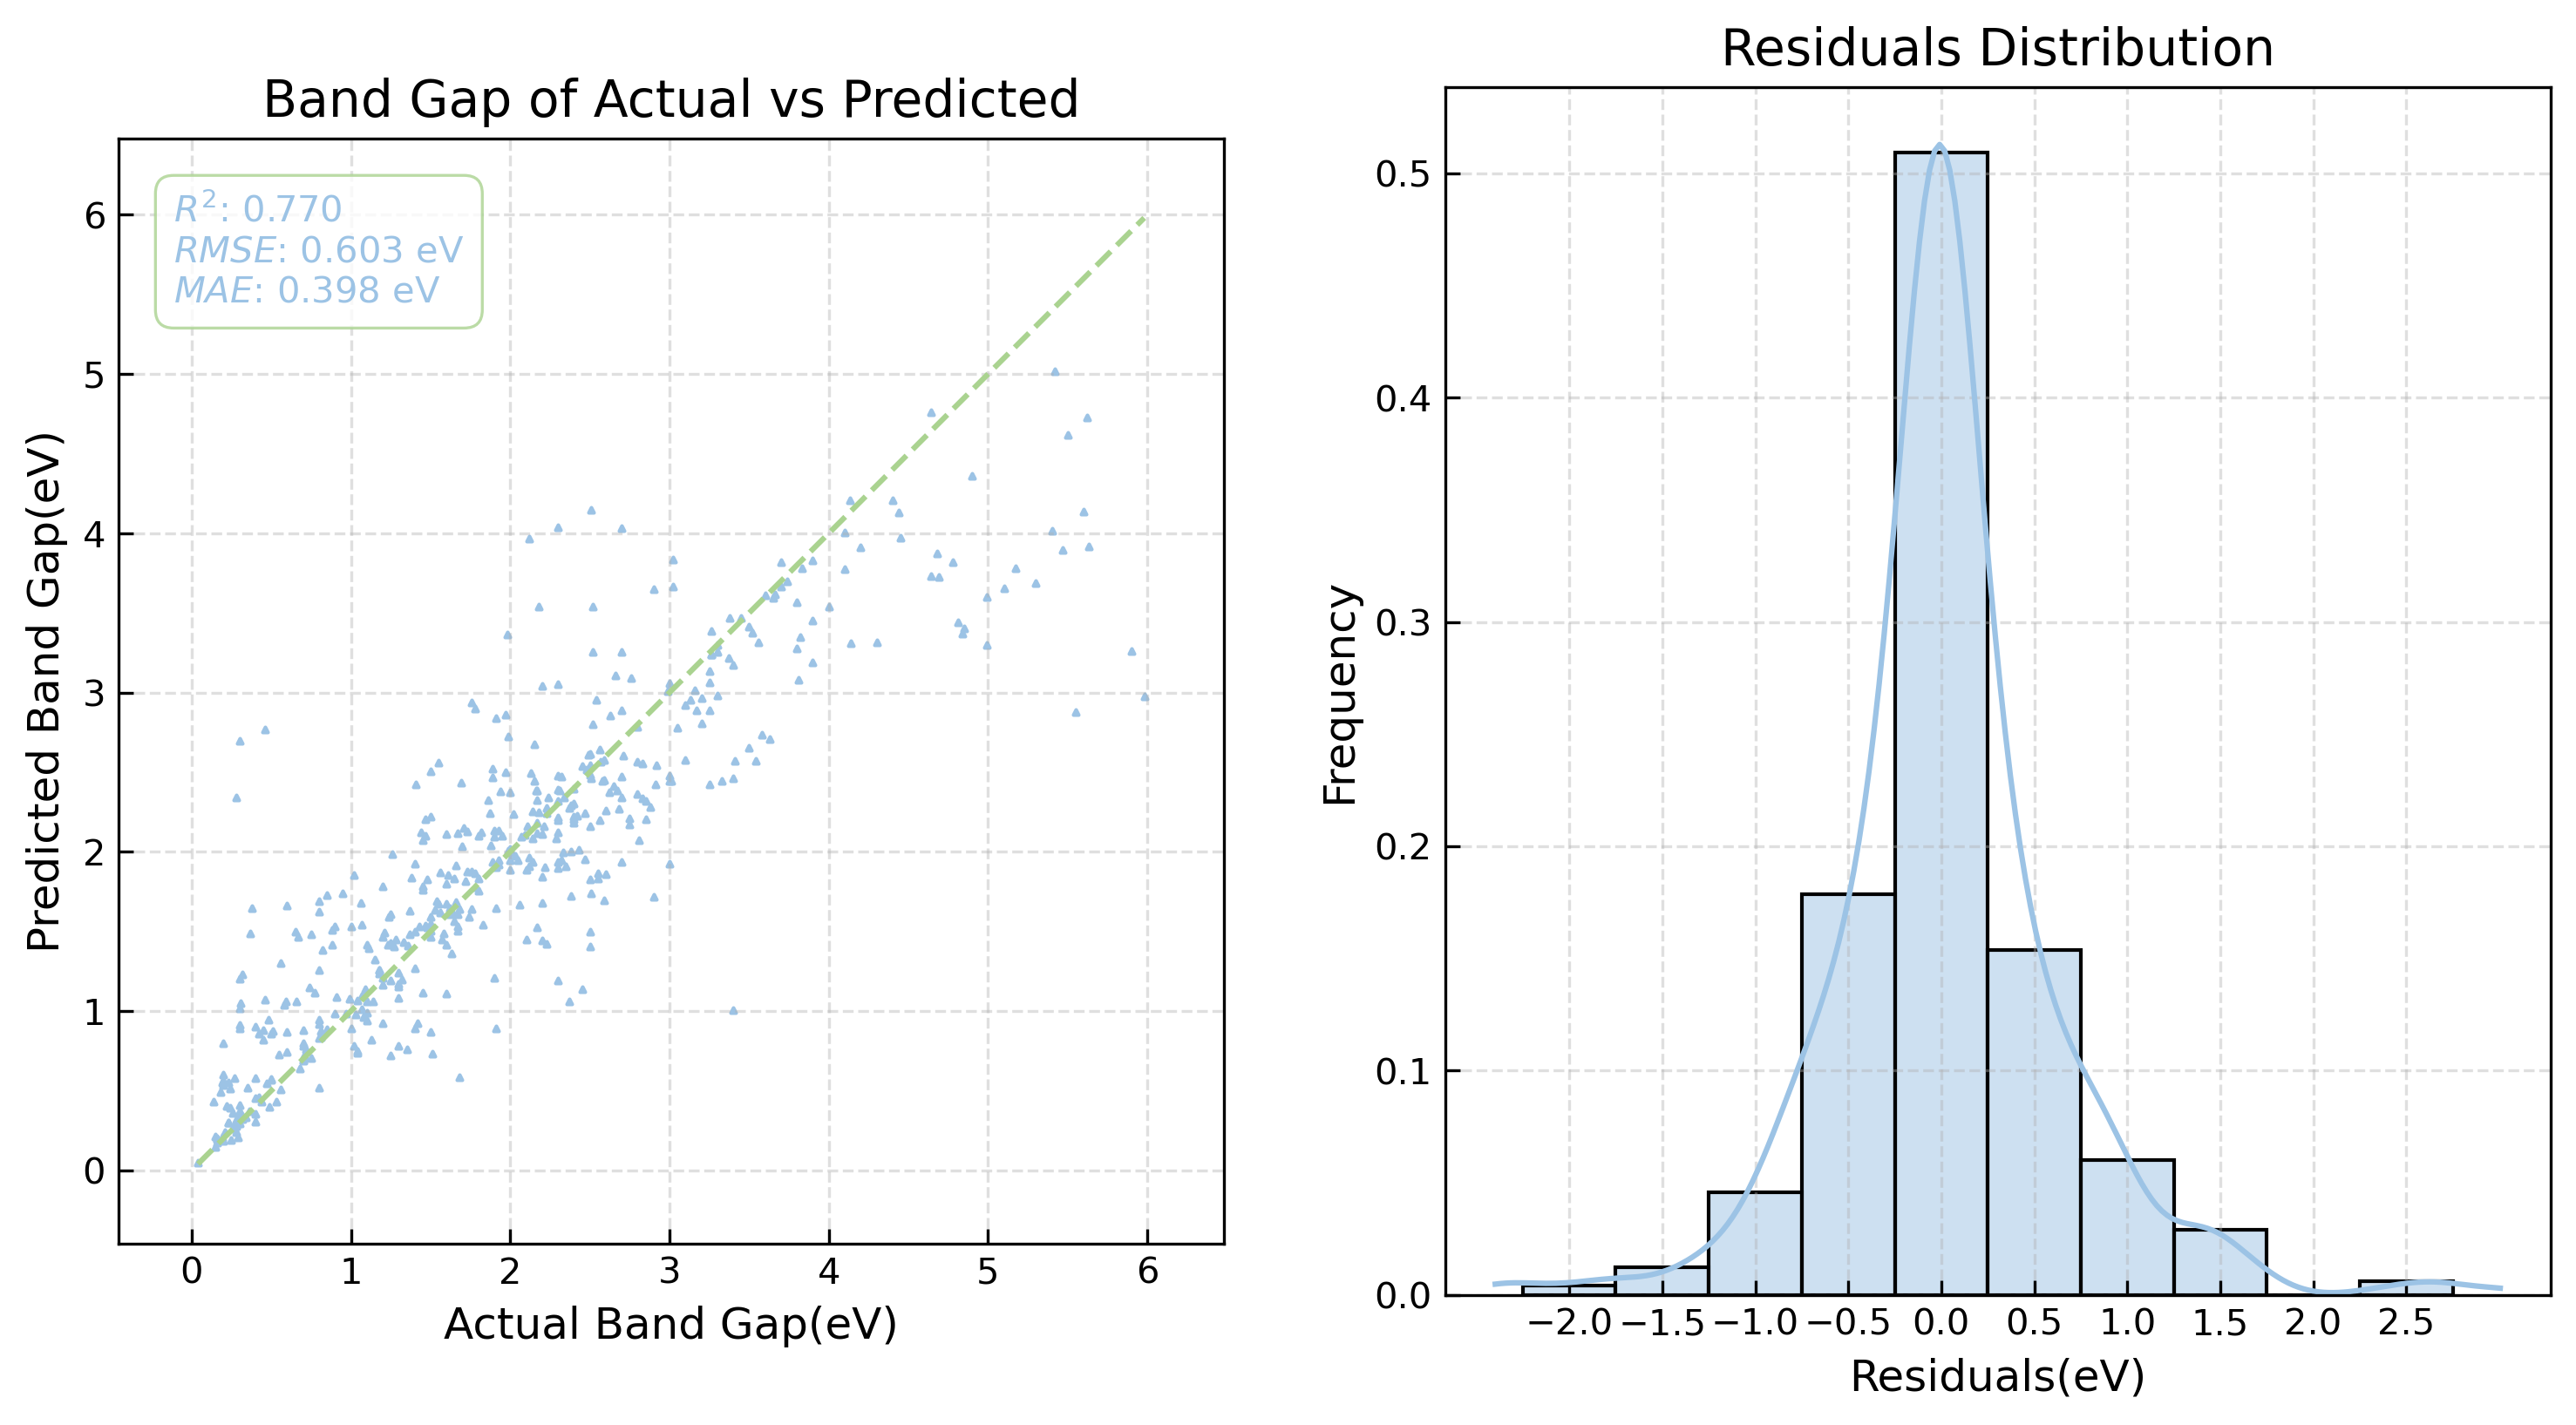 Band Gap of Actual vs Predicted
R²: 0.770
RMSE: 0.603 eV
MAE: 0.398 eV
6
5
4
3
2
1
0
Predicted Band Gap(eV)
0 1 2 3 4 5 6
Actual Band Gap(eV)
Residuals Distribution
0.5
0.4
0.3
0.2
0.1
0.0
Frequency
−2.0 −1.5 −1.0 −0.5 0.0 0.5 1.0 1.5 2.0 2.5
Residuals(eV)